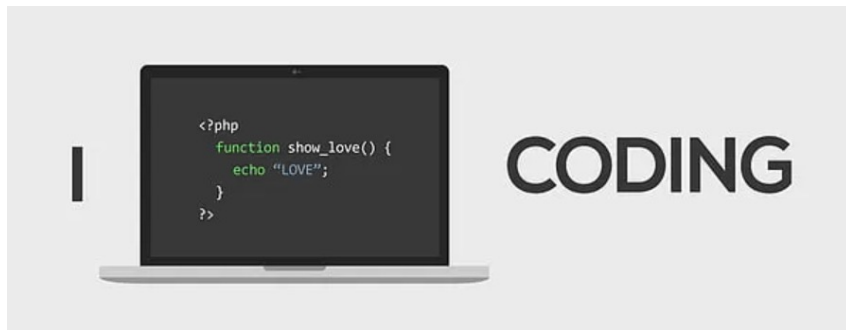 I
<?php
function show_love() {
echo “LOVE”;
}
?>
CODING